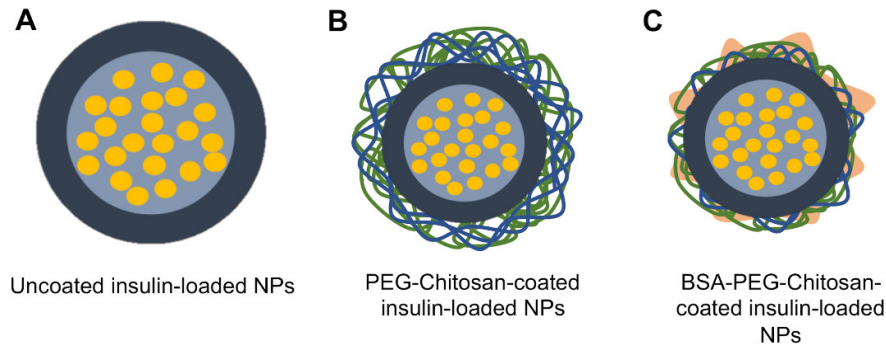 A
B
C
Uncoated insulin-loaded NPs
PEG-Chitosan-coated
insulin-loaded NPs
BSA-PEG-Chitosan-
coated insulin-loaded
NPs